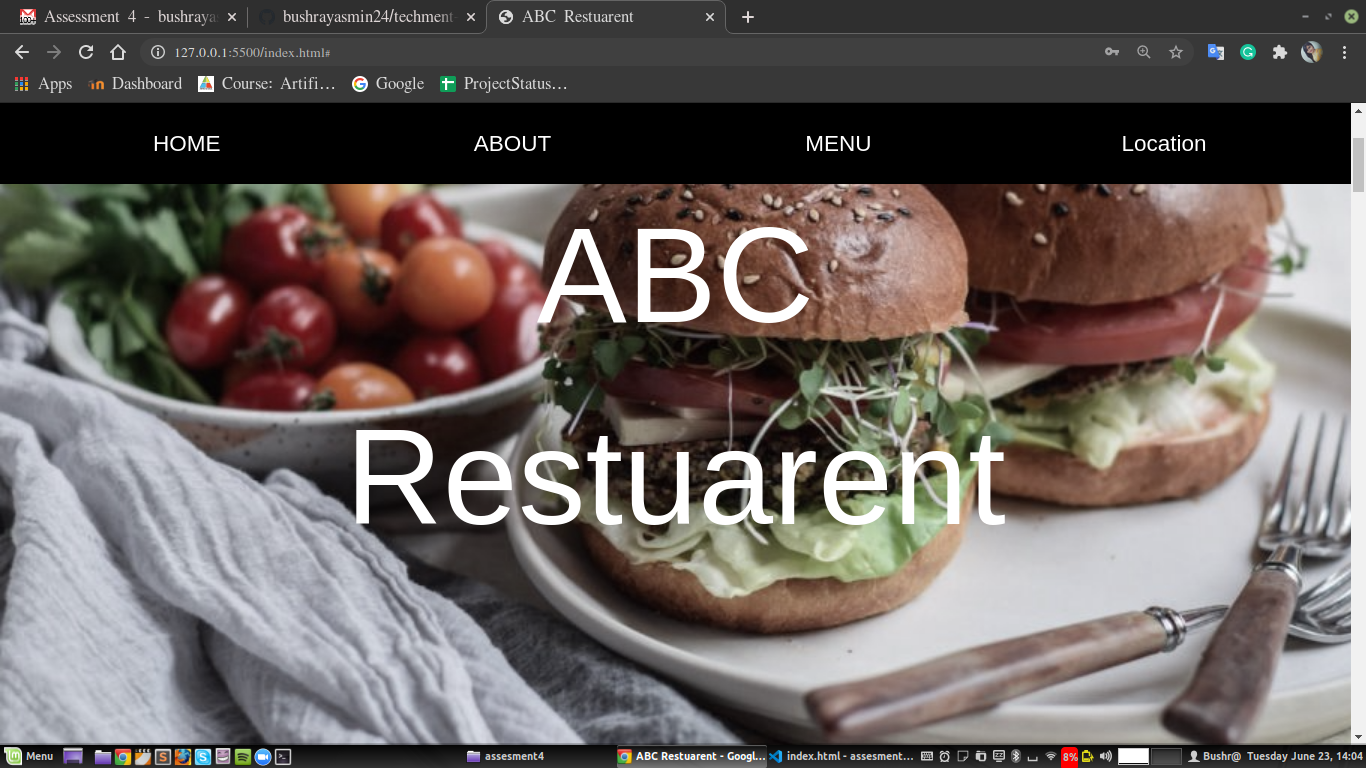 Assessment 4 - bushraya
bushrayasmin24/techment-
ABC Restuarent
127.0.0.1:5500/index.html#
Apps
Dashboard
Course: Artifi...
Google
ProjectStatus...
HOME ABOUT MENU Location
ABC
Restuarent
Menu
assesment4
ABC Restuarent - Googl...
index.html - assesment...
8%
Bushr@ Tuesday June 23, 14:04